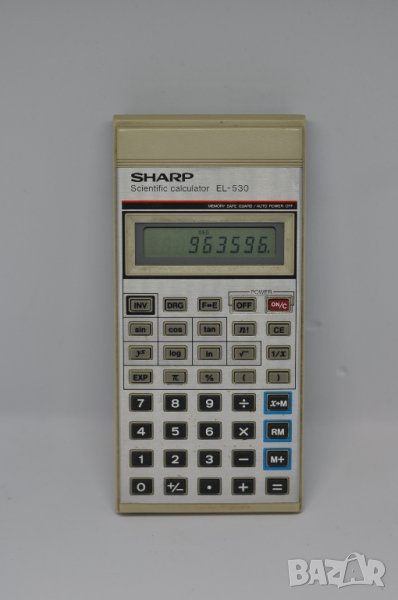 SHARP
Scientific calculator EL-530
MEMORY SAFE GUARD / AUTO POWER OFF
DEG
963596.
POWER
INV DRG F↔E OFF ON/C
sin cos tan n! CE
yˣ log ln √ 1/x
EXP π % ( )
7 8 9 ÷ x→M
4 5 6 × RM
1 2 3 − M+
0 +/− • + =
BAZAR